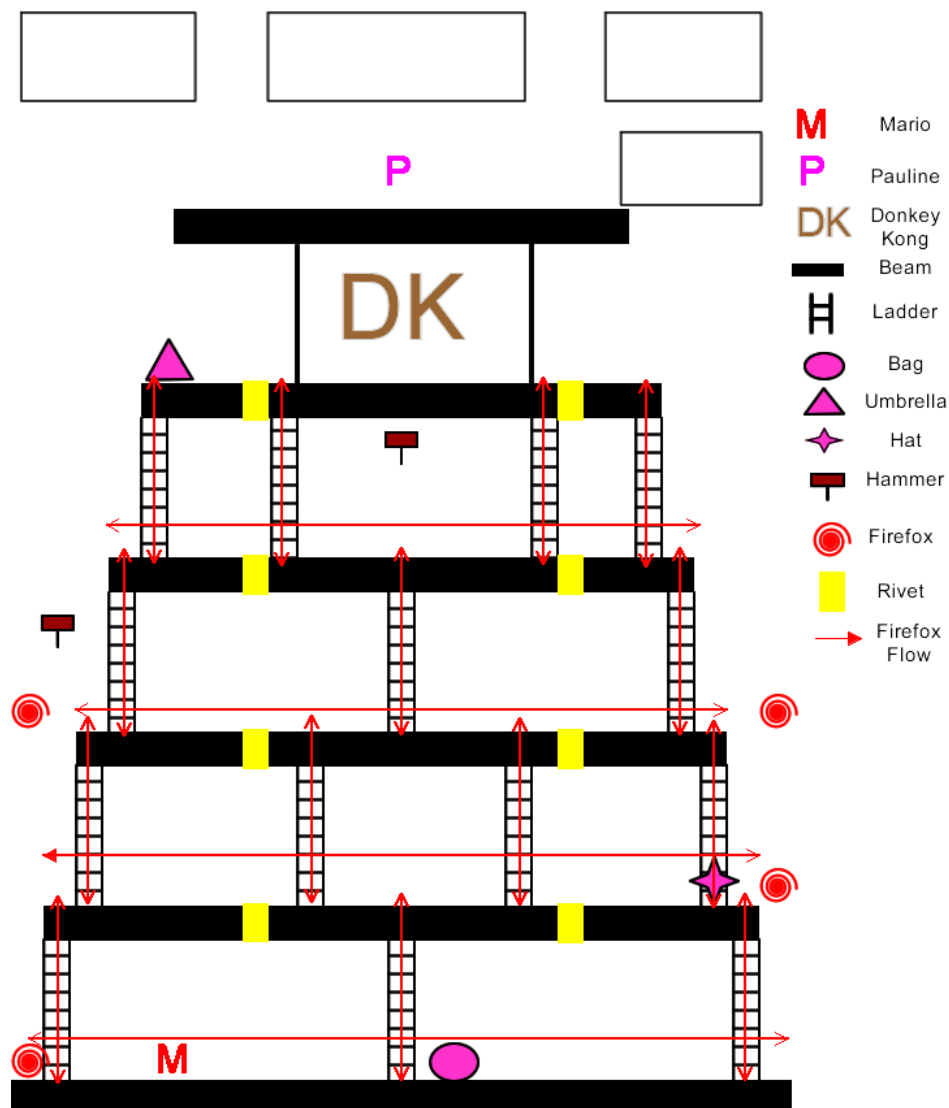 M
Mario
P
P
Pauline
DK
Donkey
Kong
Beam
DK
Ladder
Bag
Umbrella
Hat
Hammer
Firefox
Rivet
Firefox
Flow
M